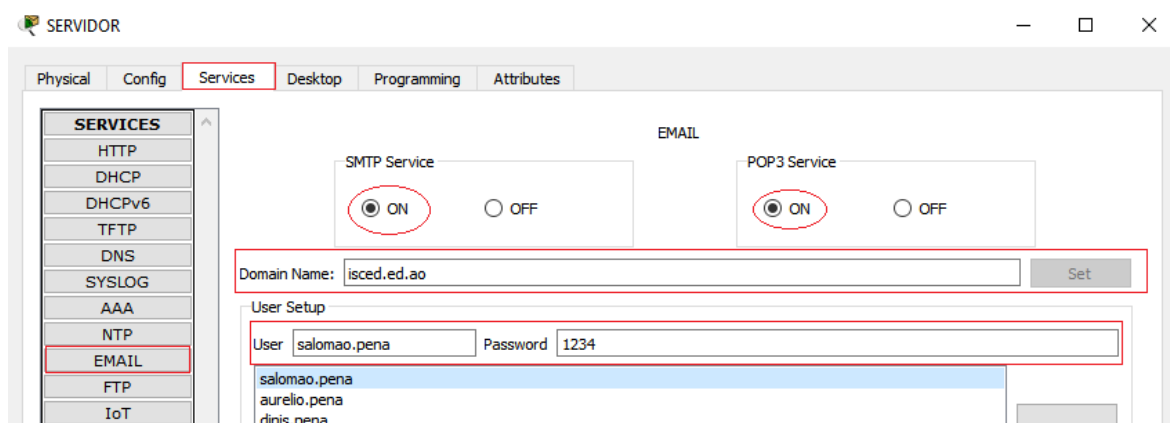 SERVIDOR
Physical Config Services Desktop Programming Attributes
SERVICES
HTTP
DHCP
DHCPv6
TFTP
DNS
SYSLOG
AAA
NTP
EMAIL
FTP
IoT
EMAIL
SMTP Service
ON OFF
POP3 Service
ON OFF
Domain Name: isced.ed.ao Set
User Setup
User salomao.pena Password 1234
salomao.pena
aurelio.pena
dinis.pena